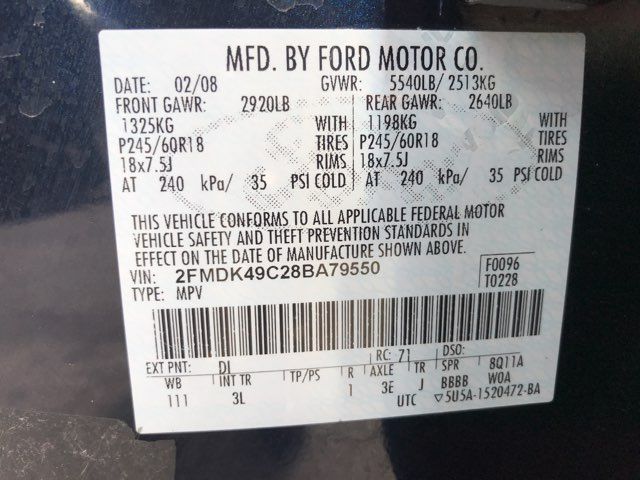 MFD. BY FORD MOTOR CO.
DATE: 02/08 GVWR: 5540LB/ 2513KG
FRONT GAWR: 2920LB REAR GAWR: 2640LB
1325KG WITH 1198KG WITH
P245/60R18 TIRES P245/60R18 TIRES
18x7.5J RIMS 18x7.5J RIMS
AT 240 kPa/ 35 PSI COLD AT 240 kPa/ 35 PSI COLD
THIS VEHICLE CONFORMS TO ALL APPLICABLE FEDERAL MOTOR
VEHICLE SAFETY AND THEFT PREVENTION STANDARDS IN
EFFECT ON THE DATE OF MANUFACTURE SHOWN ABOVE.
VIN: 2FMDK49C28BA79550 F0096
TYPE: MPV T0228
EXT PNT: DI RC: 71 DSO:
WB INT TR TP/PS R AXLE TR SPR 8Q11A
111 3L 1 3E J BBBB W0A
UTC ▽5U5A-1520472-BA